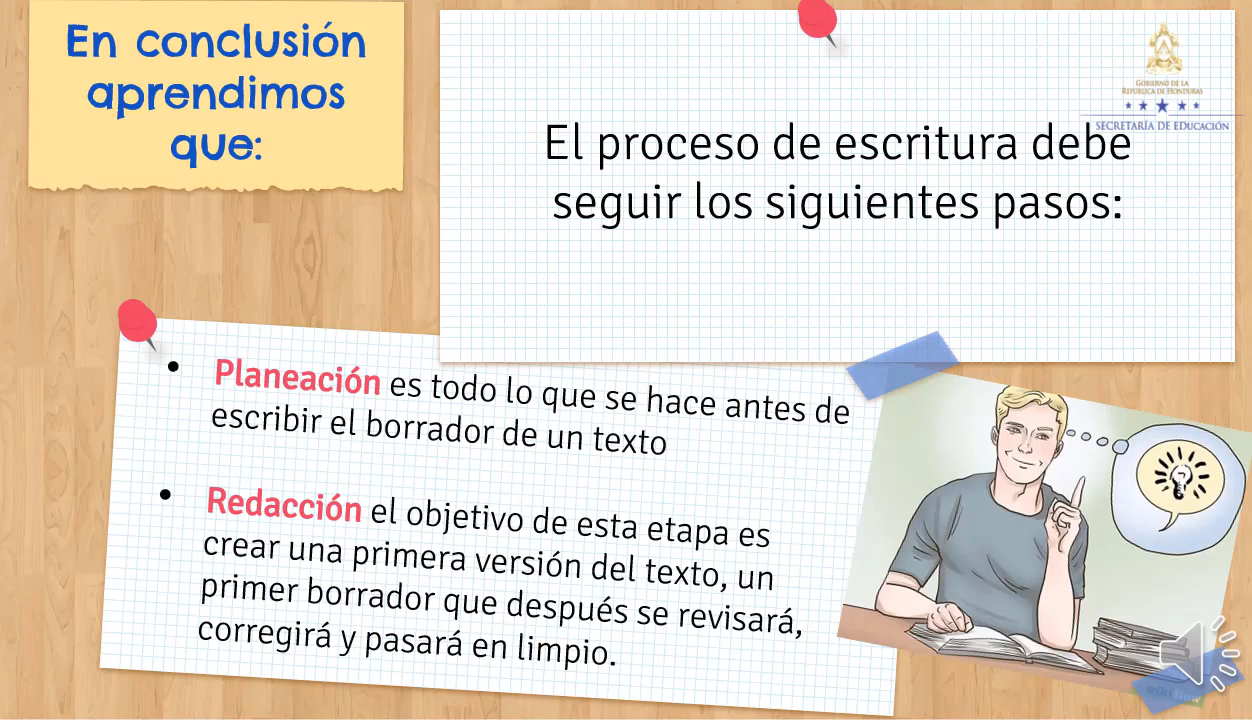 En conclusión
aprendimos
que:
GOBIERNO DE LA
REPÚBLICA DE HONDURAS
SECRETARÍA DE EDUCACIÓN
El proceso de escritura debe
seguir los siguientes pasos:
• Planeación es todo lo que se hace antes de
escribir el borrador de un texto
• Redacción el objetivo de esta etapa es
crear una primera versión del texto, un
primer borrador que después se revisará,
corregirá y pasará en limpio.
wikiHow